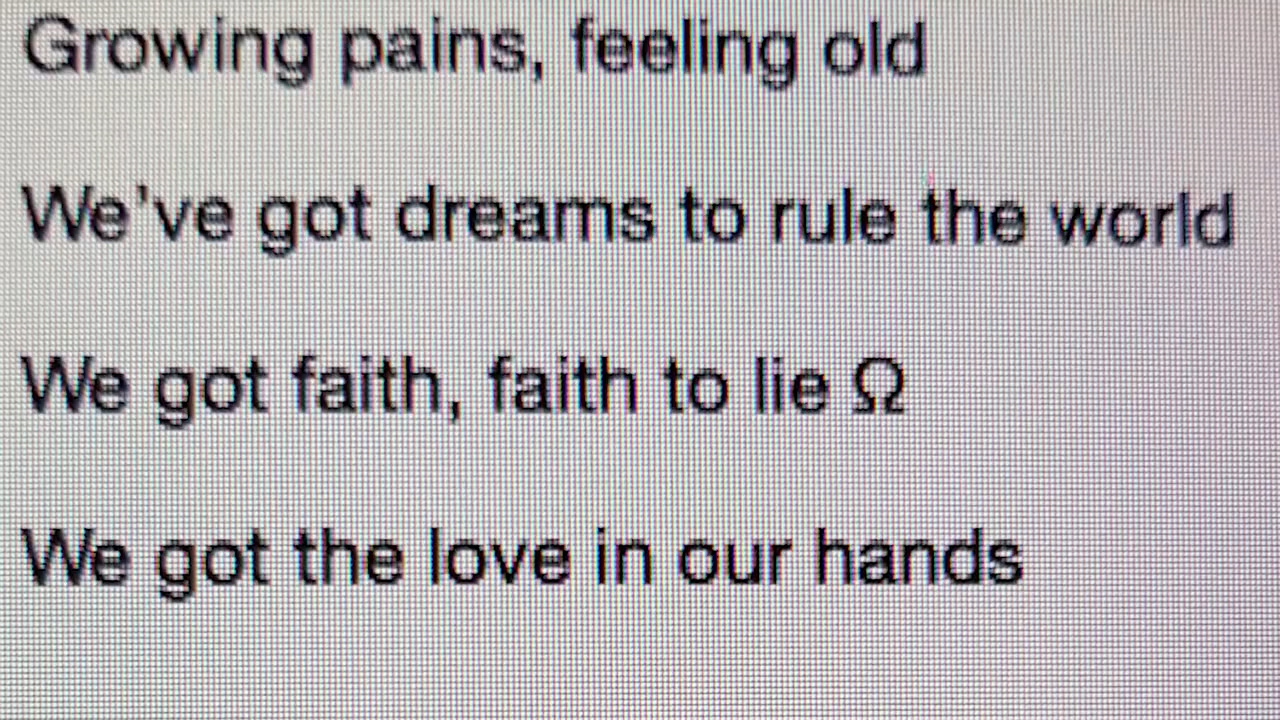 Growing pains, feeling old
We've got dreams to rule the world
We got faith, faith to lie Ω
We got the love in our hands